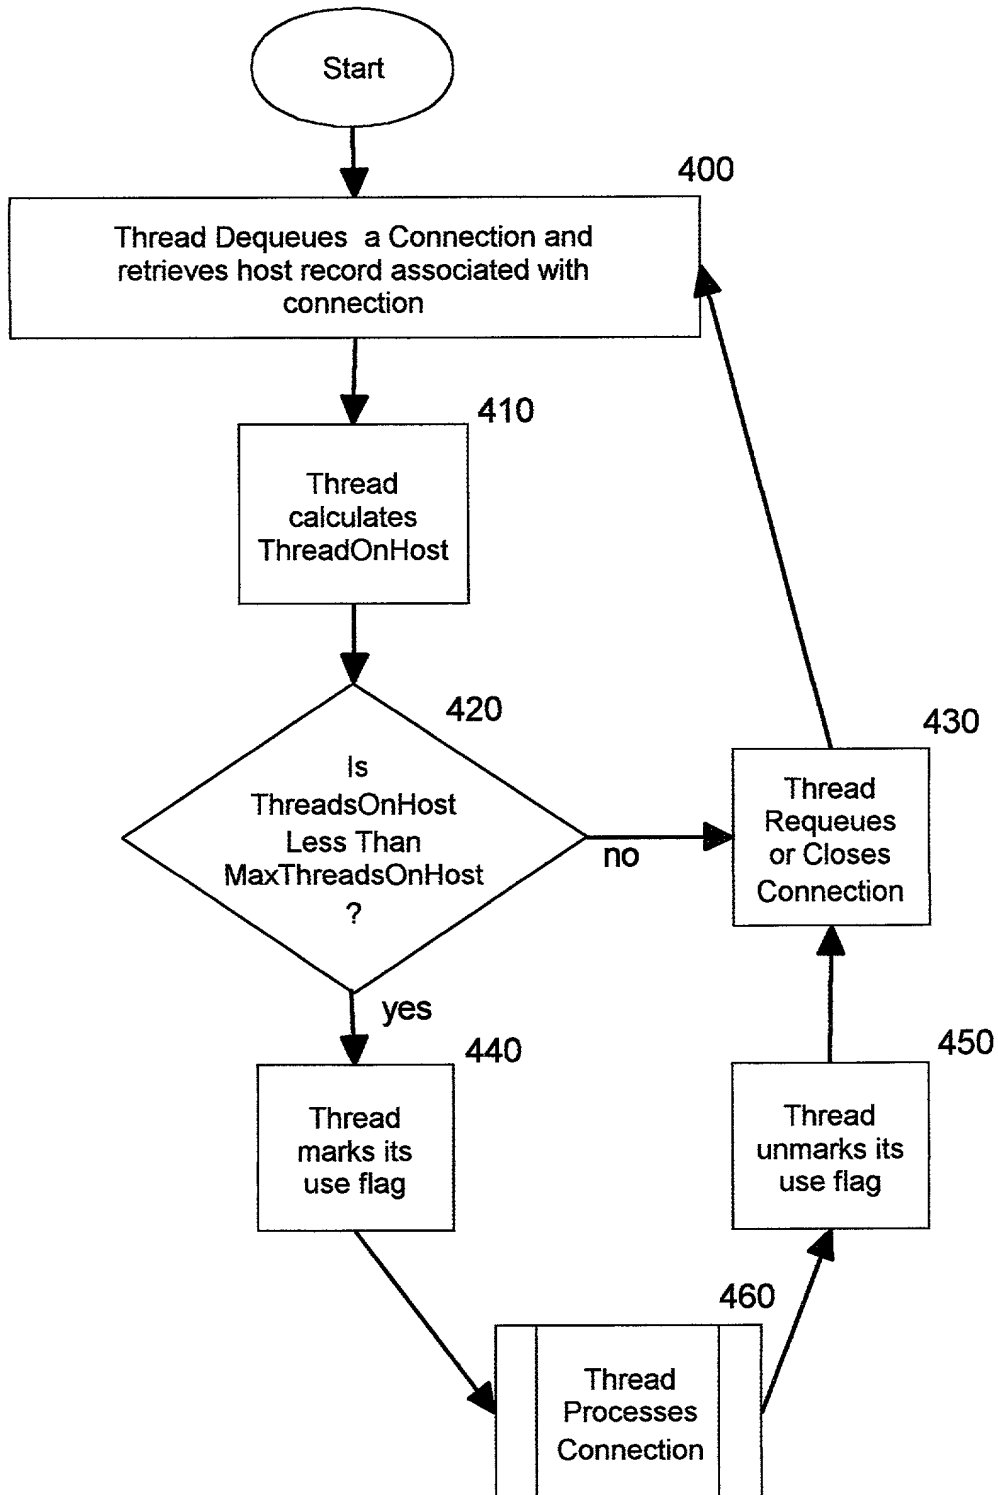 Start
400
Thread Dequeues a Connection and
retrieves host record associated with
connection
410
Thread
calculates
ThreadOnHost
420
Is
ThreadsOnHost
Less Than
MaxThreadsOnHost
?
no
430
Thread
Requeues
or Closes
Connection
yes
440
Thread
marks its
use flag
450
Thread
unmarks its
use flag
460
Thread
Processes
Connection